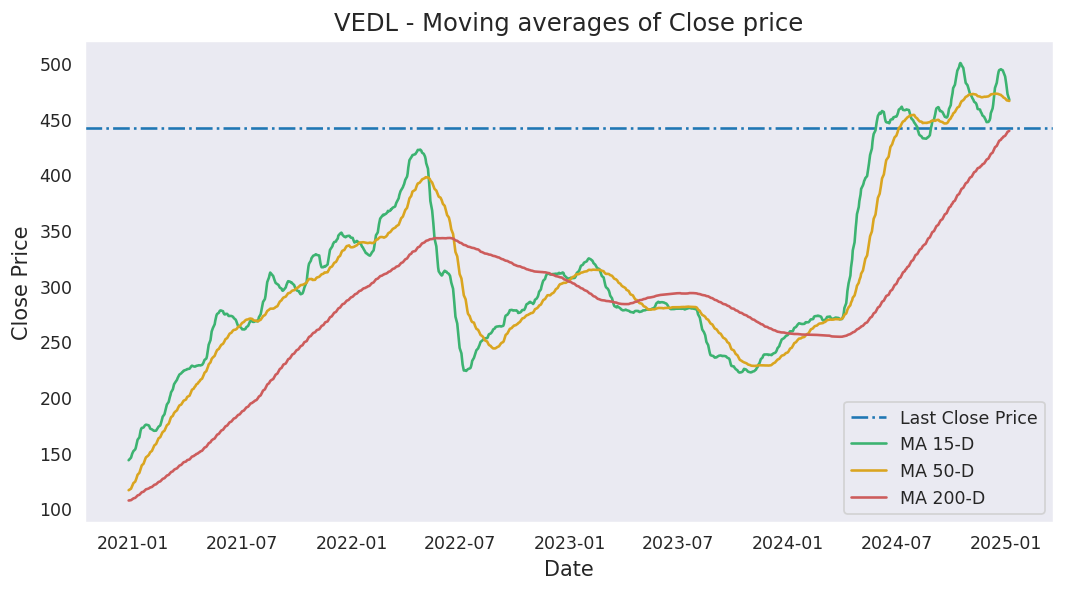 VEDL - Moving averages of Close price
Close Price
500
450
400
350
300
250
200
150
100
2021-01
2021-07
2022-01
2022-07
2023-01
2023-07
2024-01
2024-07
2025-01
Date
Last Close Price
MA 15-D
MA 50-D
MA 200-D